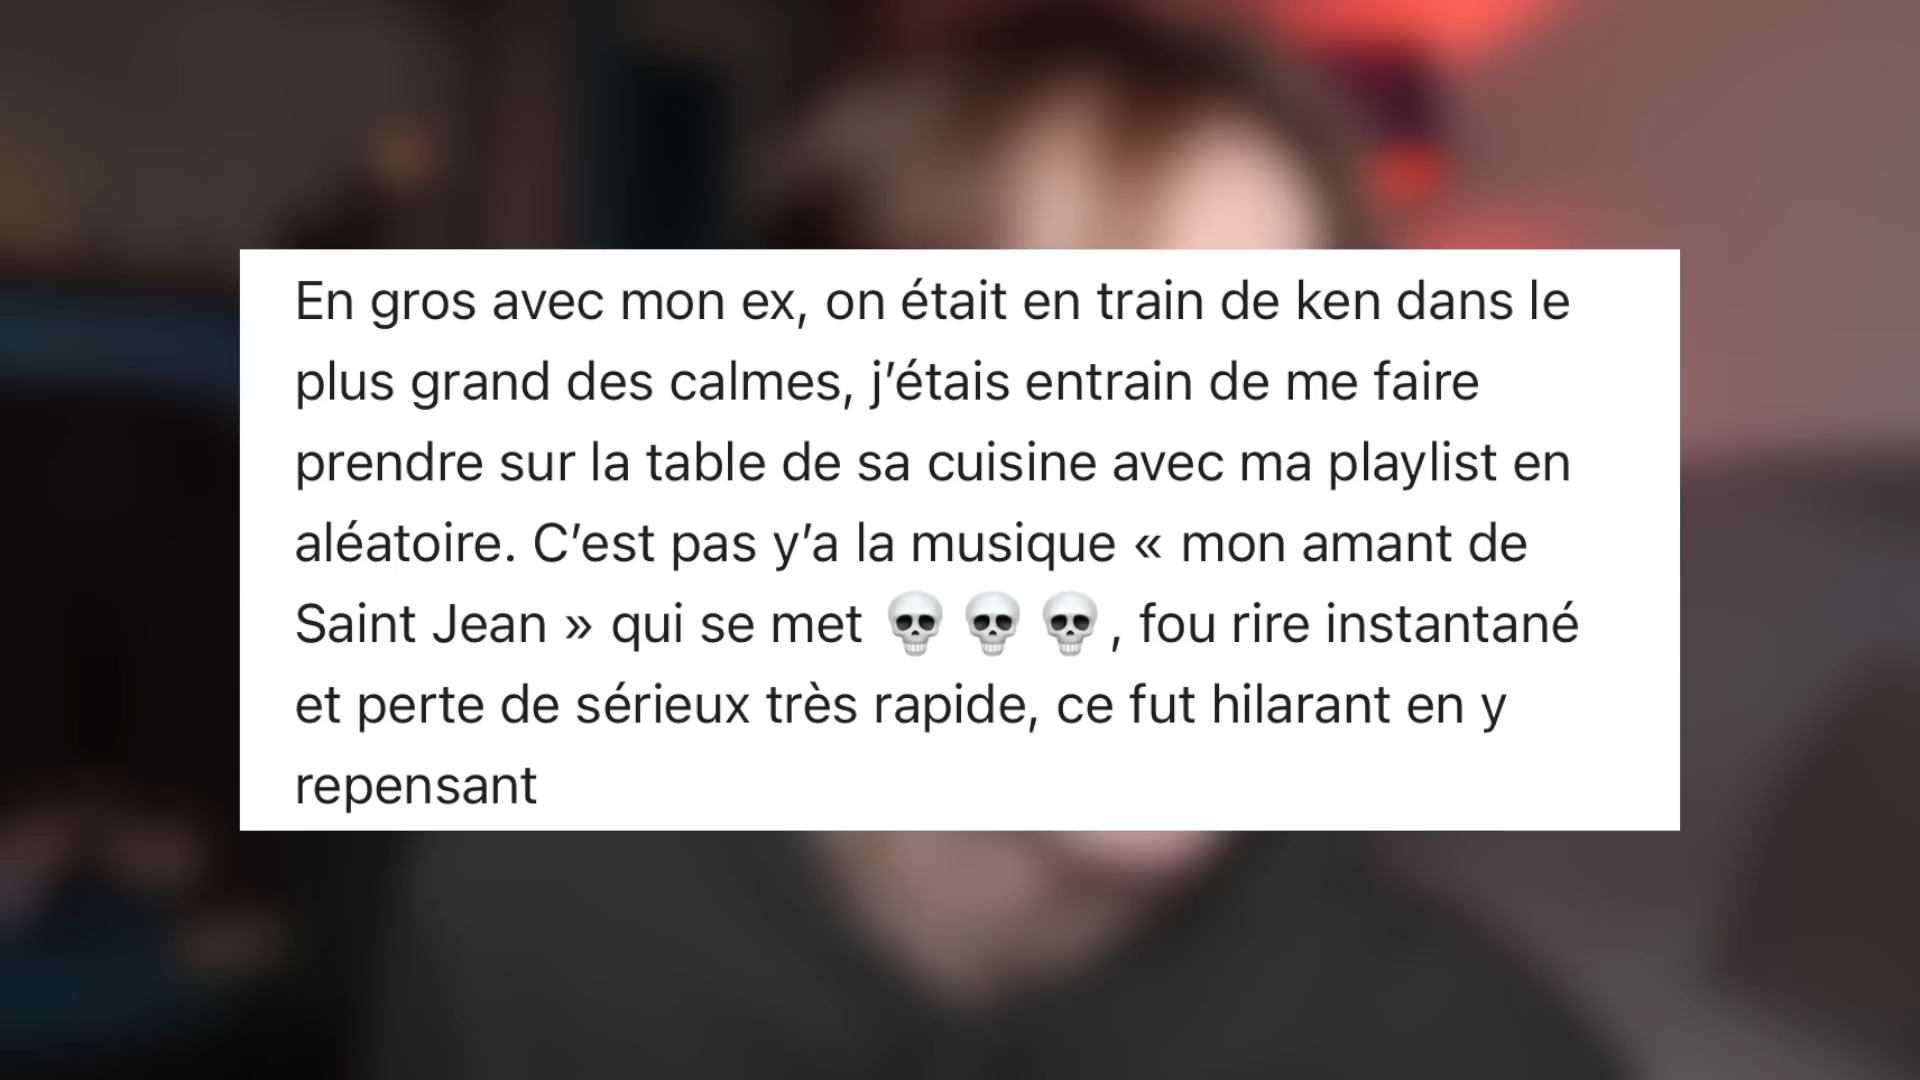 En gros avec mon ex, on était en train de ken dans le
plus grand des calmes, j’étais entrain de me faire
prendre sur la table de sa cuisine avec ma playlist en
aléatoire. C’est pas y’a la musique « mon amant de
Saint Jean » qui se met 💀 💀 💀 , fou rire instantané
et perte de sérieux très rapide, ce fut hilarant en y
repensant